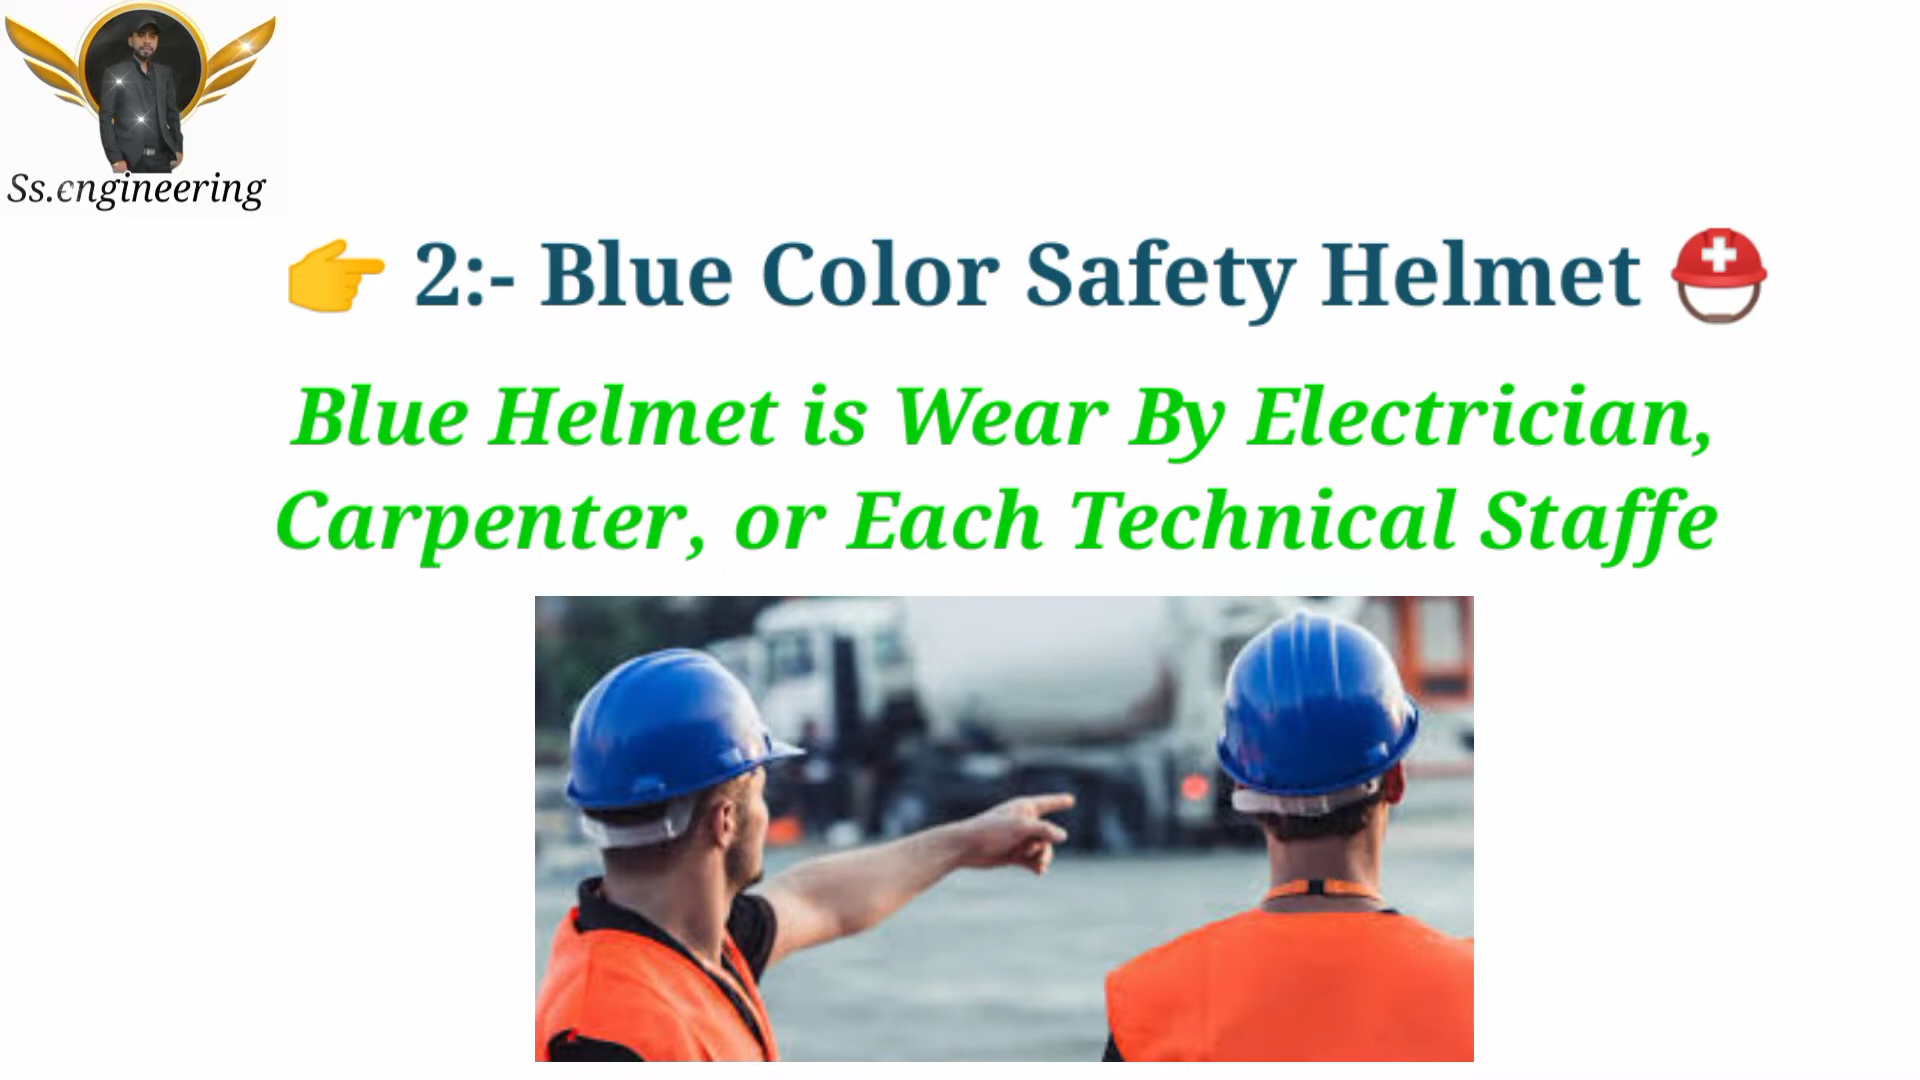 Ss.engineering
👉 2:- Blue Color Safety Helmet ⛑
Blue Helmet is Wear By Electrician,
Carpenter, or Each Technical Staffe